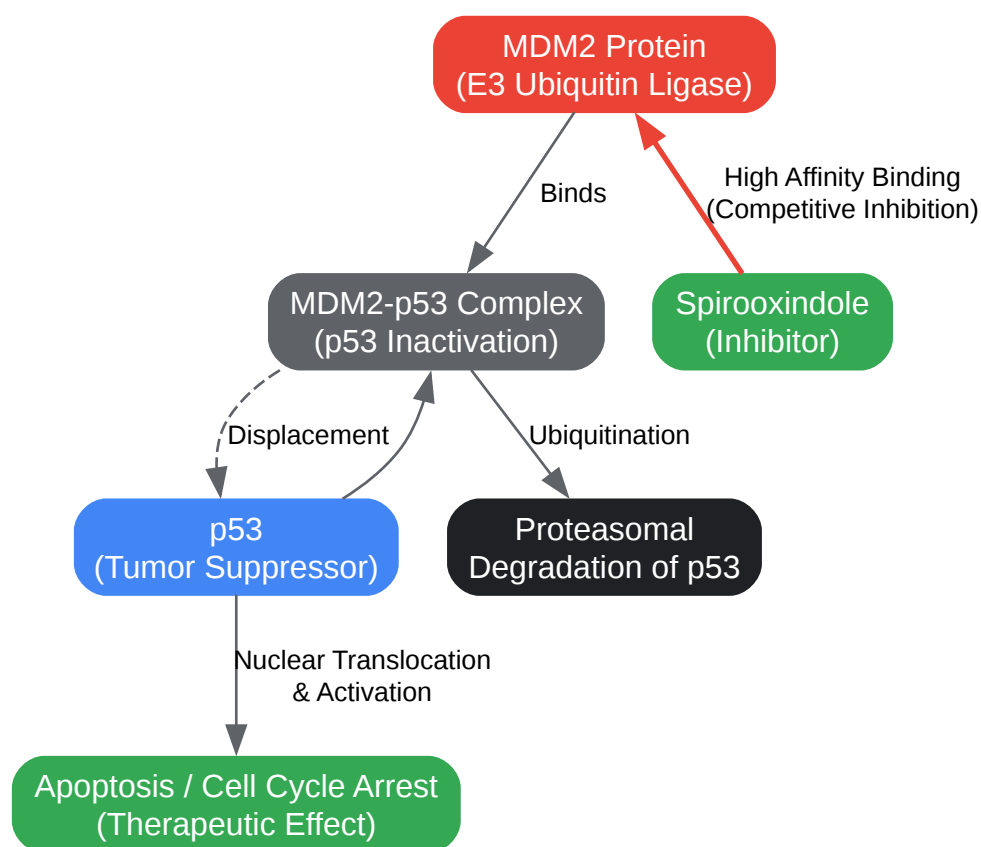 MDM2 Protein
(E3 Ubiquitin Ligase)
High Affinity Binding
(Competitive Inhibition)
Binds
MDM2-p53 Complex
(p53 Inactivation)
Spirooxindole
(Inhibitor)
Displacement
Ubiquitination
p53
(Tumor Suppressor)
Proteasomal
Degradation of p53
Nuclear Translocation
& Activation
Apoptosis / Cell Cycle Arrest
(Therapeutic Effect)